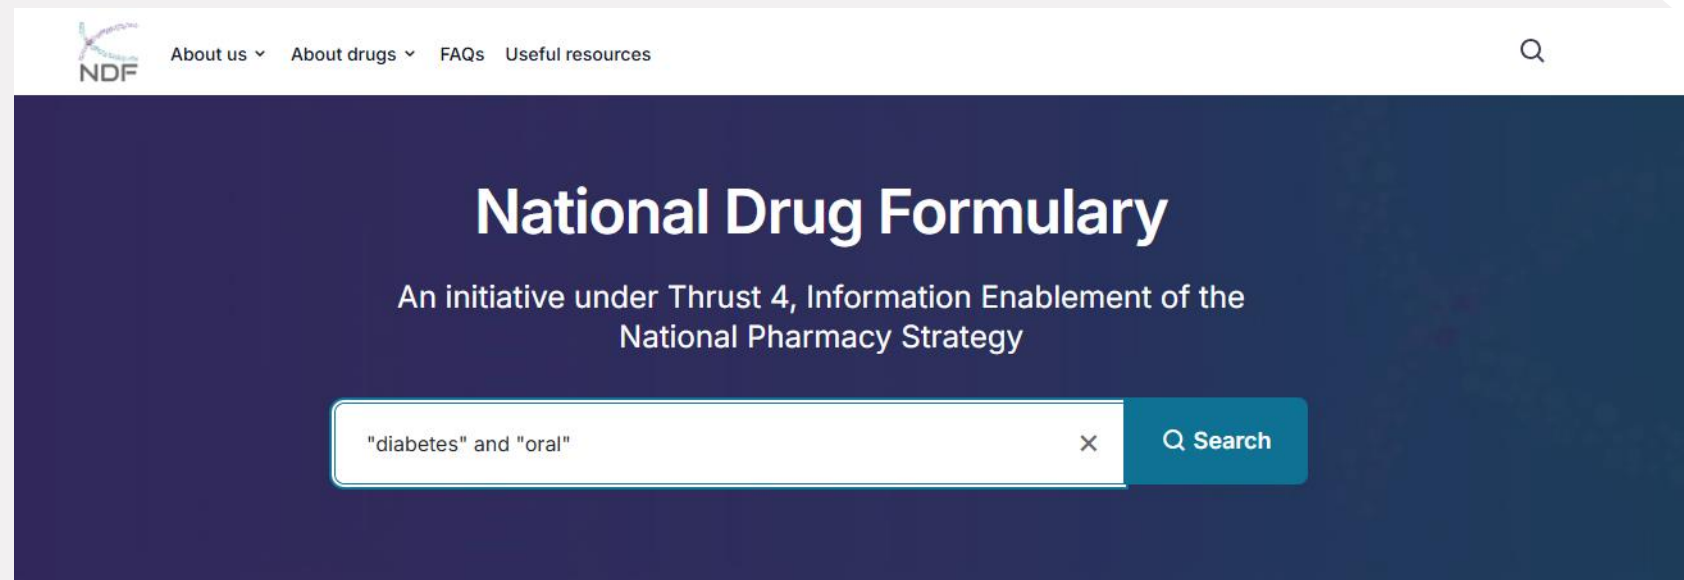 NDF
About us About drugs FAQs Useful resources
National Drug Formulary
An initiative under Thrust 4, Information Enablement of the
National Pharmacy Strategy
"diabetes" and "oral" Search